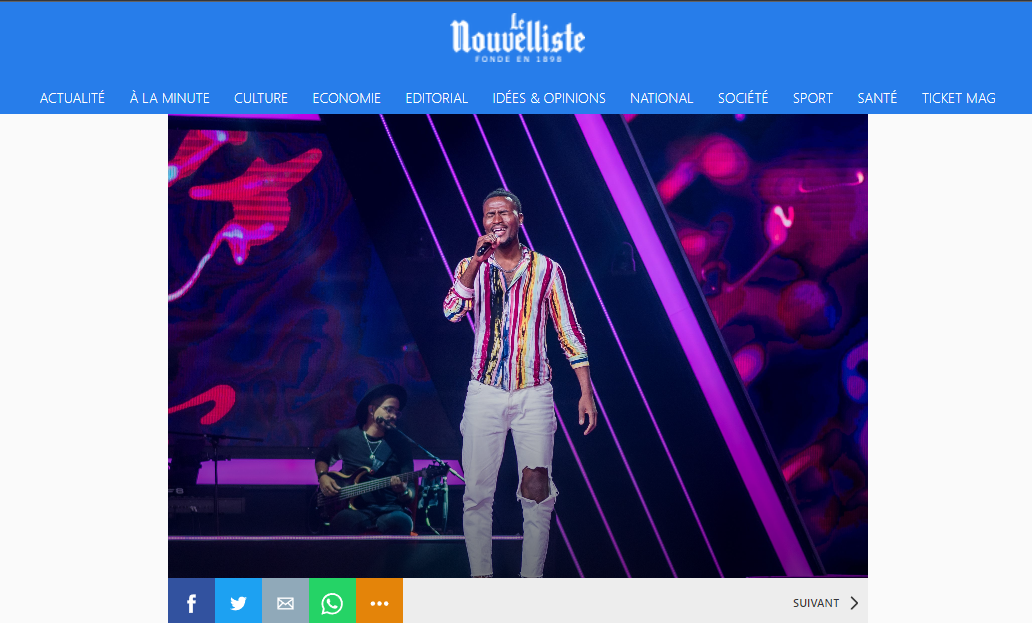 Le
Nouvelliste
FONDE EN 1898
ACTUALITÉ À LA MINUTE CULTURE ECONOMIE EDITORIAL IDÉES & OPINIONS NATIONAL SOCIÉTÉ SPORT SANTÉ TICKET MAG
SUIVANT